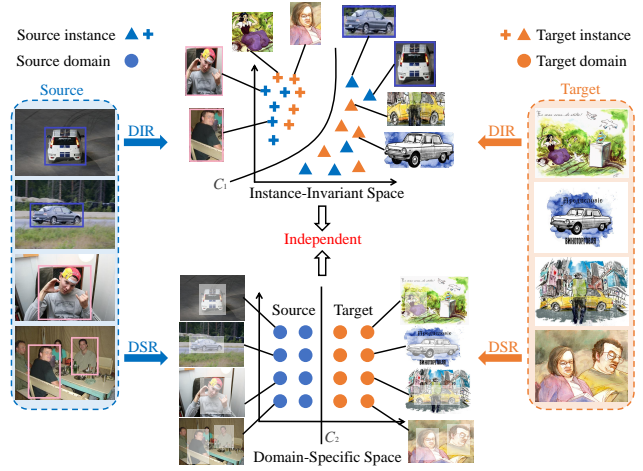 Source instance
Source domain
Target instance
Target domain
Source
Target
DIR
DIR
C₁
Instance-Invariant Space
Independent
Source
Target
DSR
DSR
C₂
Domain-Specific Space